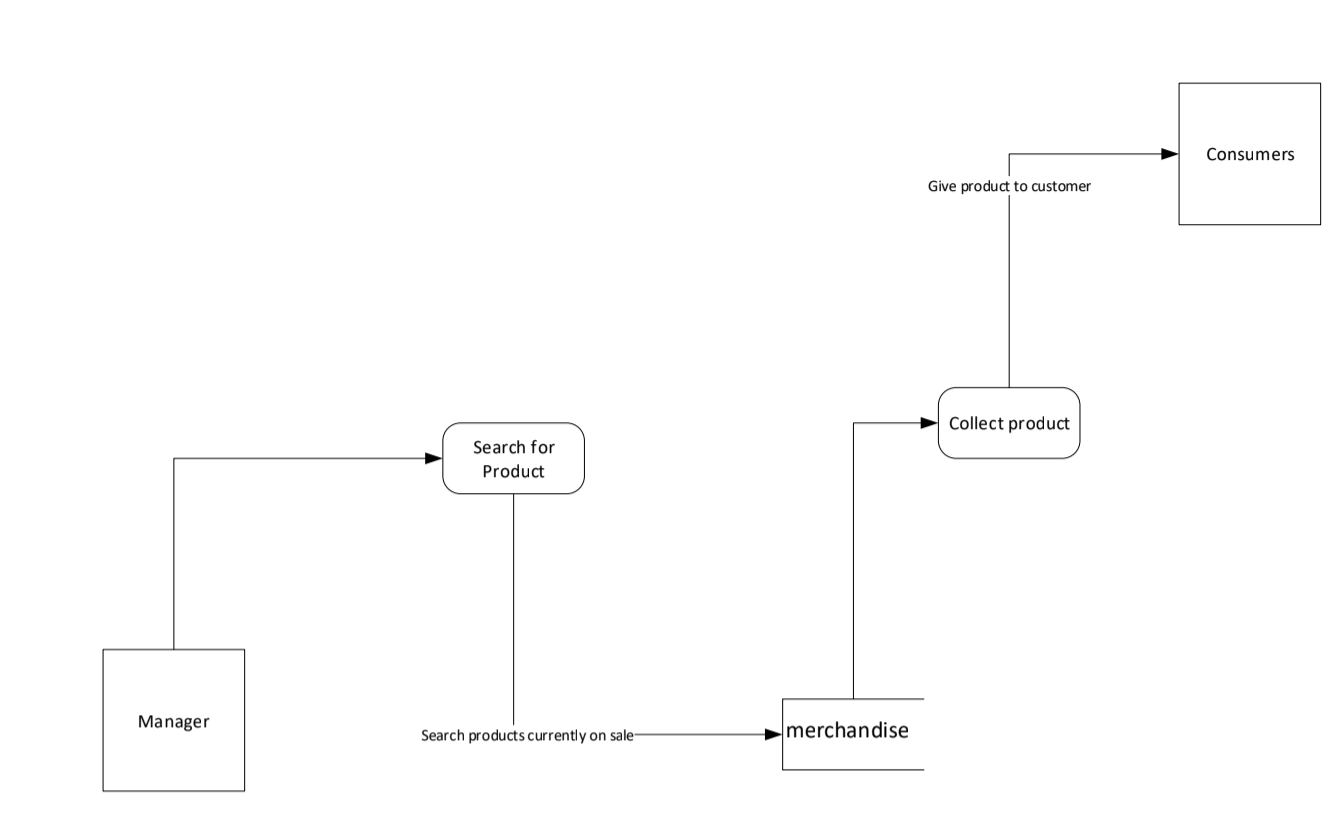 Consumers
Give product to customer
Collect product
Search for
Product
Manager
Search products currently on sale
merchandise